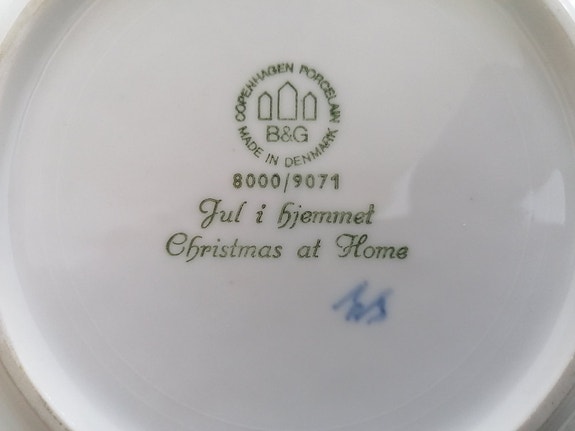 COPENHAGEN PORCELAIN
B&G
MADE IN DENMARK
8000/9071
Jul i hjemmet
Christmas at Home